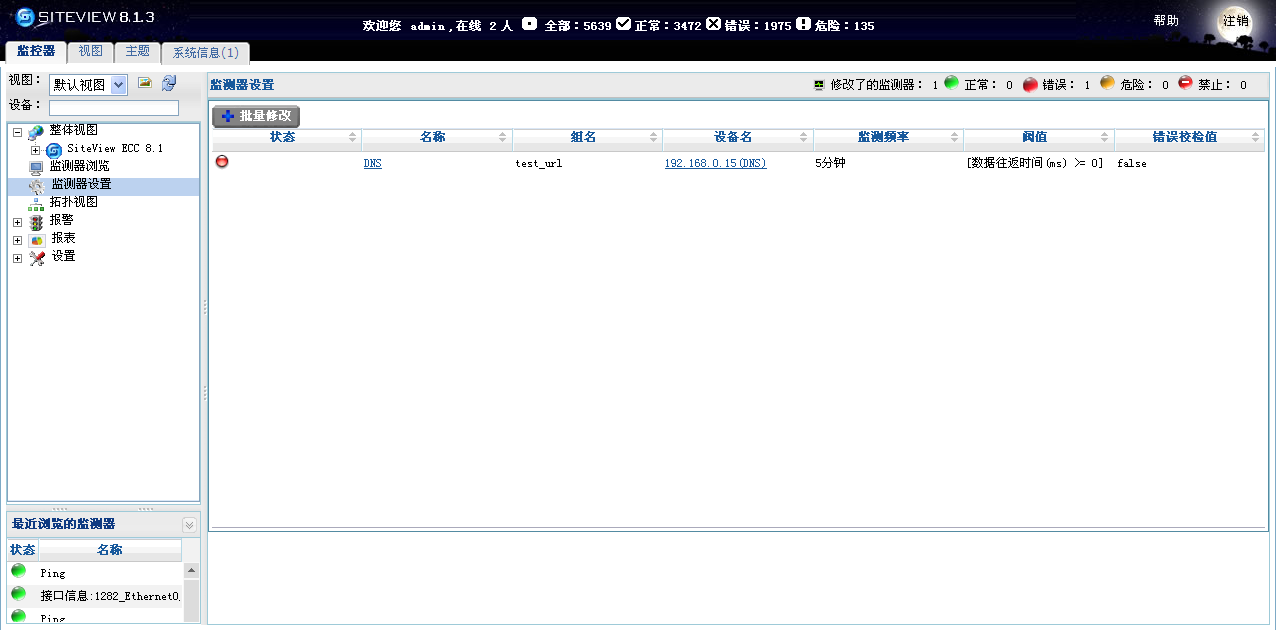 SITEVIEW 8.1.3
欢迎您 admin,在线 2 人 全部:5639 正常:3472 错误:1975 危险:135
帮助
注销
监控器 视图 主题 系统信息(1)
视图: 默认视图
设备:
整体视图
SiteView ECC 8.1
监测器浏览
监测器设置
拓扑视图
报警
报表
设置
监测器设置
修改了的监测器: 1 正常: 0 错误: 1 危险: 0 禁止: 0
批量修改
状态 名称 组名 设备名 监测频率 阀值 错误校检值
DNS test_url 192.168.0.15(DNS) 5分钟 [数据往返时间(ms) >= 0] false
最近浏览的监测器
状态 名称
Ping
接口信息:1282_Ethernet0,
Ping